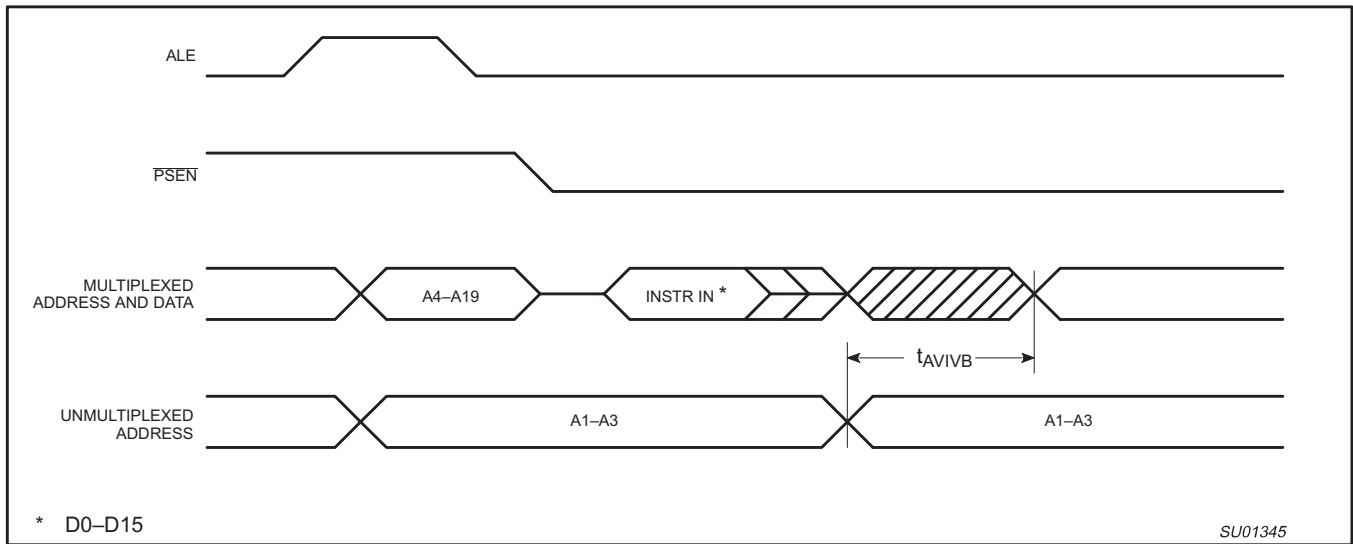 ALE
PSEN
MULTIPLEXED
ADDRESS AND DATA
A4–A19
INSTR IN *
tAVIVB
UNMULTIPLEXED
ADDRESS
A1–A3
A1–A3
* D0–D15
SU01345